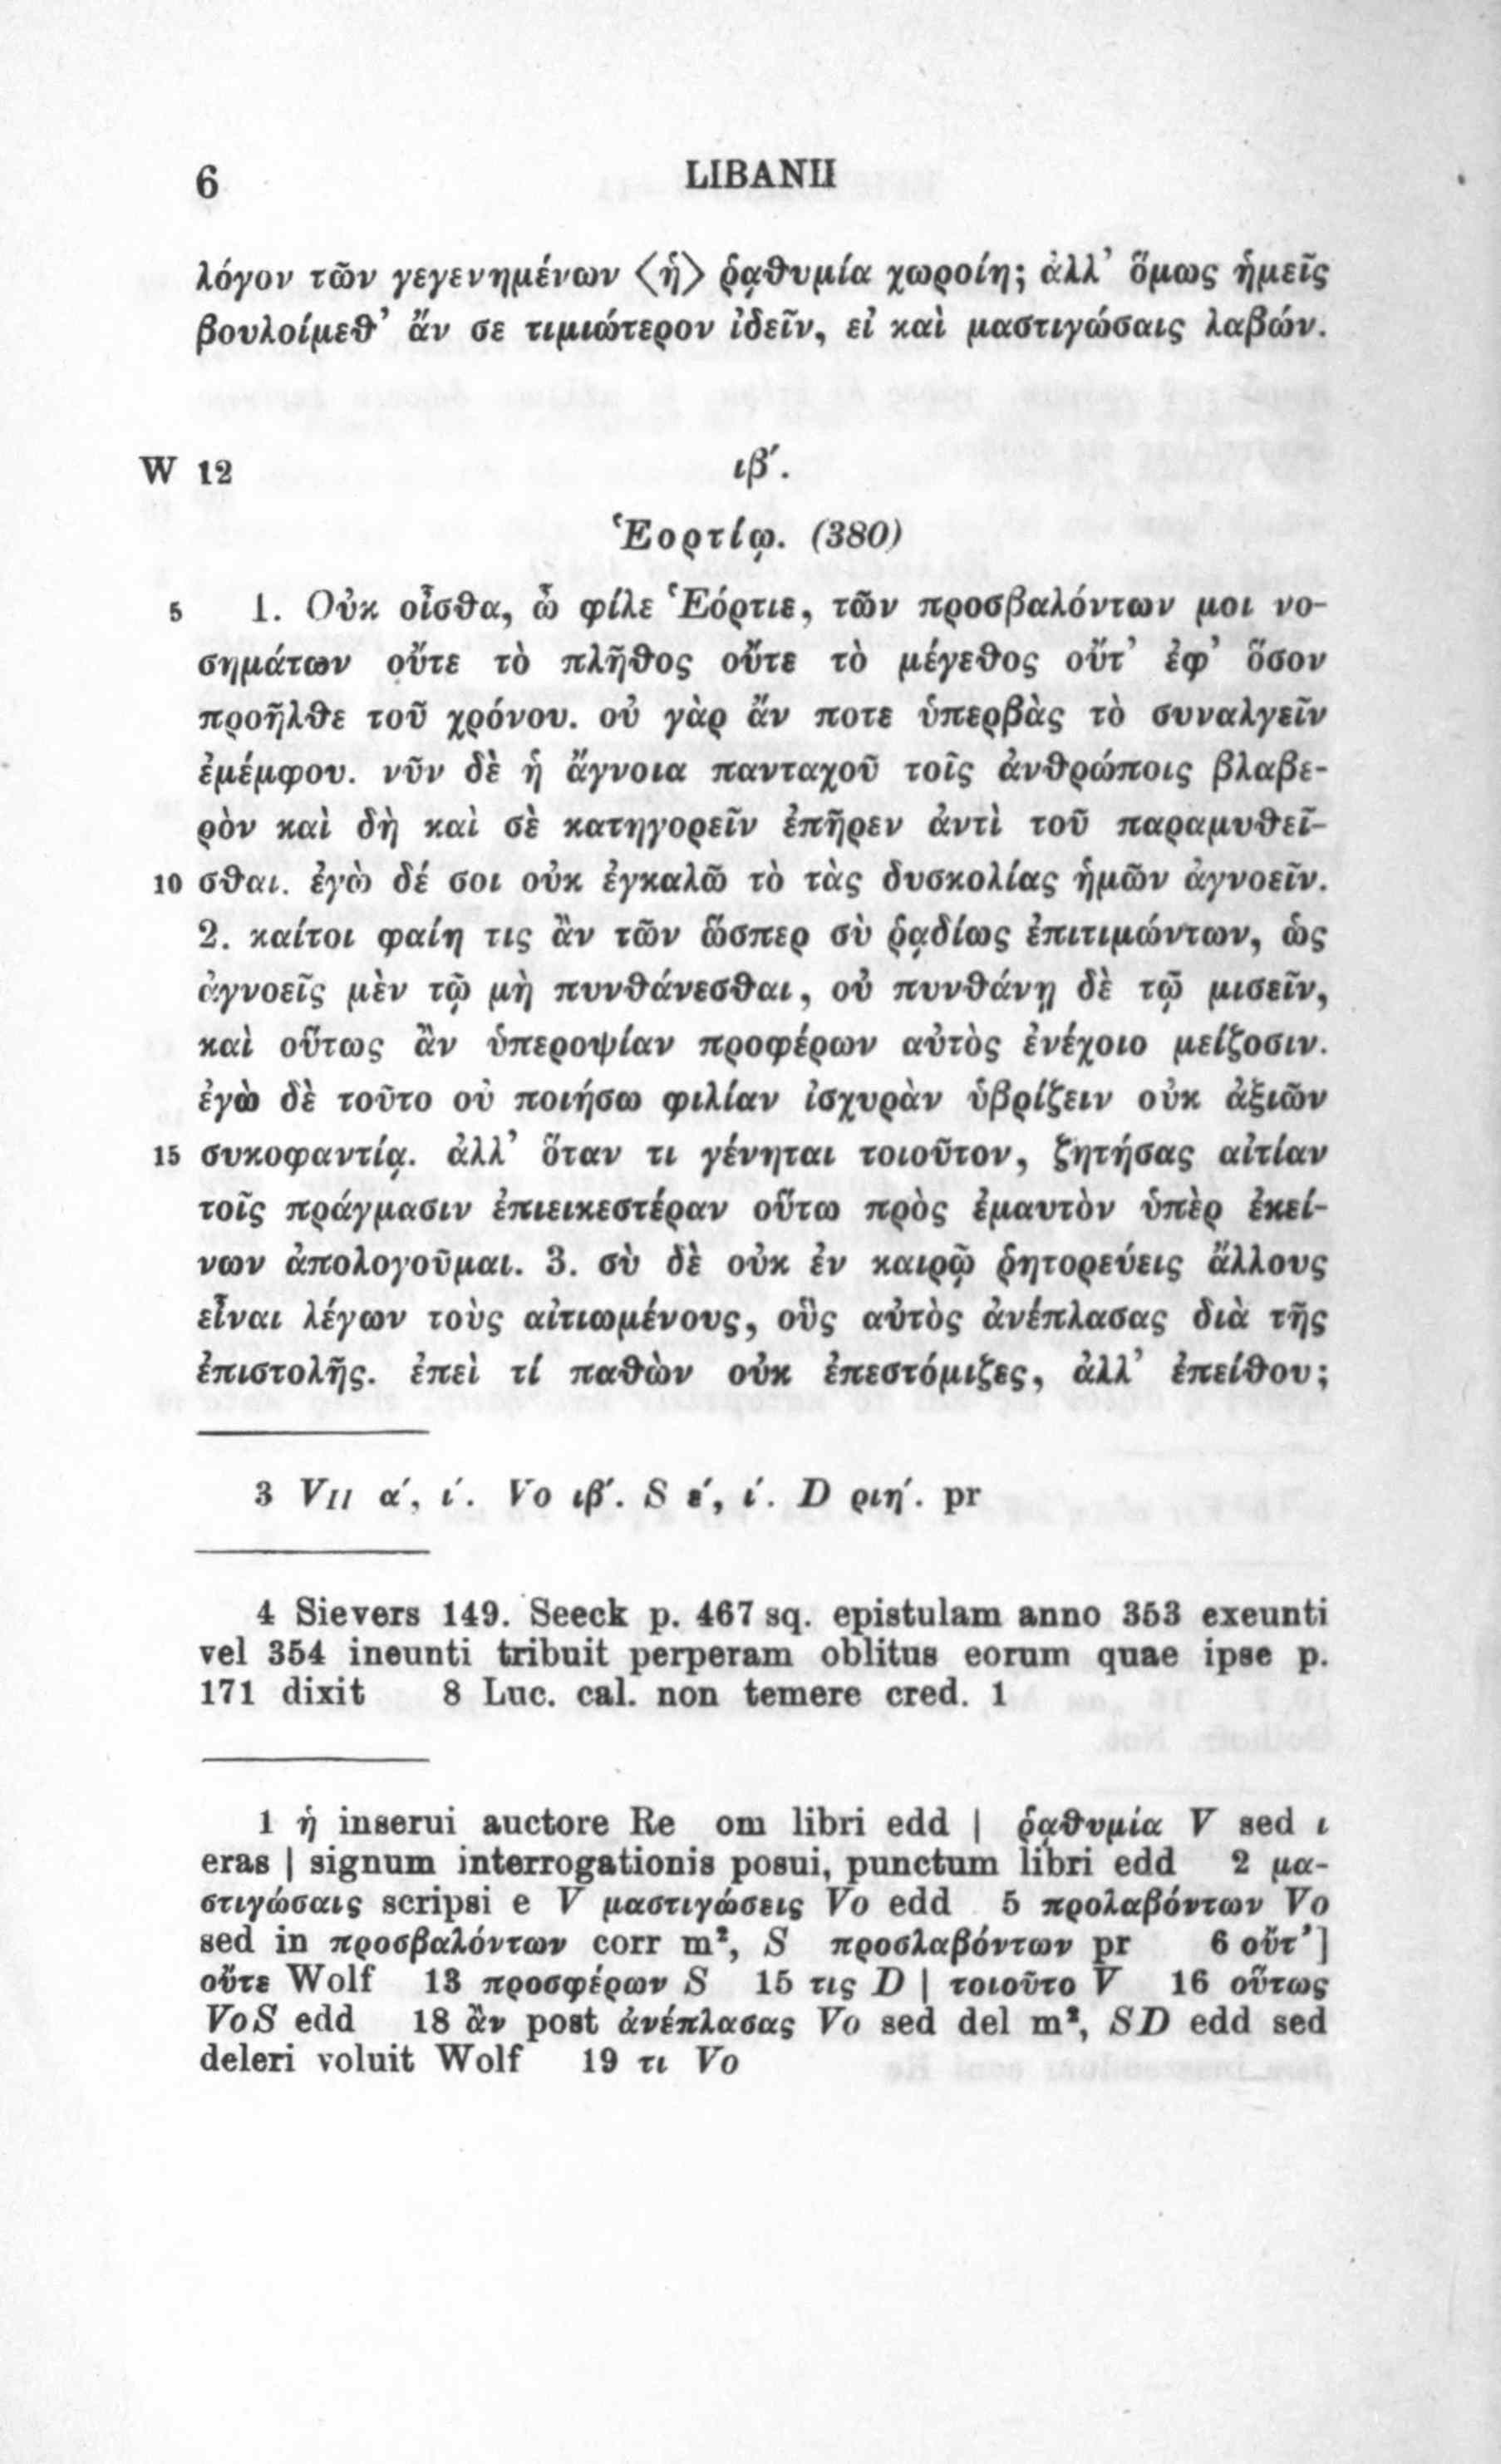 6 LIBANII
λόγον τῶν γεγενημένων ⟨ἡ⟩ ῥᾳθυμία χωροίη; ἀλλ’ ὅμως ἡμεῖς
βουλοίμεθ’ ἄν σε τιμιώτερον ἰδεῖν, εἰ καὶ μαστιγώσαις λαβών.
W 12 ιβ´.
Ἑορτίῳ. (380)
5 1. Οὐκ οἶσθα, ὦ φίλε Ἑόρτιε, τῶν προσβαλόντων μοι νο-
σημάτων οὔτε τὸ πλῆθος οὔτε τὸ μέγεθος οὔτ’ ἐφ’ ὅσον
προῆλθε τοῦ χρόνου. οὐ γὰρ ἄν ποτε ὑπερβὰς τὸ συναλγεῖν
ἐμέμφου. νῦν δὲ ἡ ἄγνοια πανταχοῦ τοῖς ἀνθρώποις βλαβε-
ρὸν καὶ δὴ καὶ σὲ κατηγορεῖν ἐπῆρεν ἀντὶ τοῦ παραμυθεῖ-
10 σθαι. ἐγὼ δέ σοι οὐκ ἐγκαλῶ τὸ τὰς δυσκολίας ἡμῶν ἀγνοεῖν.
2. καίτοι φαίη τις ἂν τῶν ὥσπερ σὺ ῥᾳδίως ἐπιτιμώντων, ὡς
ἀγνοεῖς μὲν τῷ μὴ πυνθάνεσθαι, οὐ πυνθάνῃ δὲ τῷ μισεῖν,
καὶ οὕτως ἂν ὑπεροψίαν προφέρων αὐτὸς ἐνέχοιο μείζοσιν.
ἐγὼ δὲ τοῦτο οὐ ποιήσω φιλίαν ἰσχυρὰν ὑβρίζειν οὐκ ἀξιῶν
15 συκοφαντίᾳ. ἀλλ’ ὅταν τι γένηται τοιοῦτον, ζητήσας αἰτίαν
τοῖς πράγμασιν ἐπιεικεστέραν οὕτω πρὸς ἐμαυτὸν ὑπὲρ ἐκεί-
νων ἀπολογοῦμαι. 3. σὺ δὲ οὐκ ἐν καιρῷ ῥητορεύεις ἄλλους
εἶναι λέγων τοὺς αἰτιωμένους, οὓς αὐτὸς ἀνέπλασας διὰ τῆς
ἐπιστολῆς. ἐπεὶ τί παθὼν οὐκ ἐπεστόμιζες, ἀλλ’ ἐπείθου;
3 VII α´, ί. Vo ιβ´. S ε´, ί. D ριη´. pr
4 Sievers 149. Seeck p. 467 sq. epistulam anno 353 exeunti
vel 354 ineunti tribuit perperam oblitus eorum quae ipse p.
171 dixit 8 Luc. cal. non temere cred. 1
1 ἡ inserui auctore Re om libri edd | ῥᾳθυμία V sed ι
eras | signum interrogationis posui, punctum libri edd 2 μα-
στιγώσαις scripsi e V μαστιγώσεις Vo edd 5 προλαβόντων Vo
sed in προσβαλόντων corr m², S προσλαβόντων pr 6 οὔτ’]
οὔτε Wolf 13 προσφέρων S 15 τις D | τοιοῦτο V 16 οὕτως
VoS edd 18 ἂν post ἀνέπλασας Vo sed del m², SD edd sed
deleri voluit Wolf 19 τι Vo